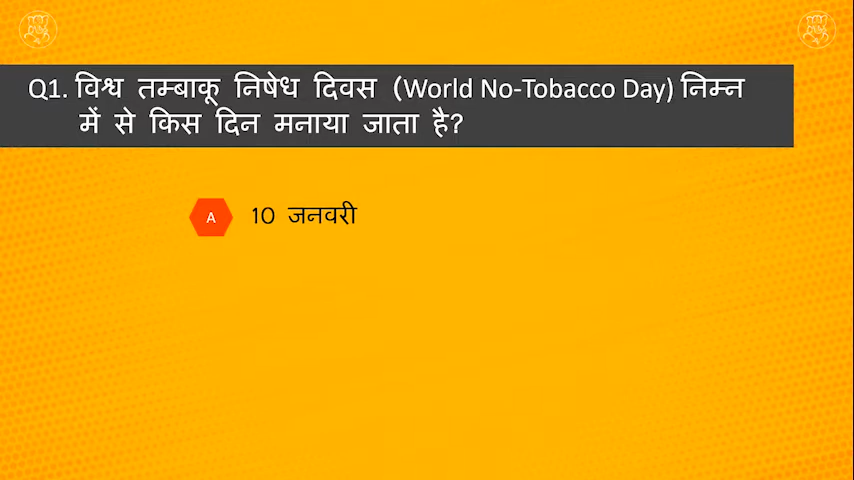 Q1. विश्व तम्बाकू निषेध दिवस (World No-Tobacco Day) निम्न
में से किस दिन मनाया जाता है?
A 10 जनवरी